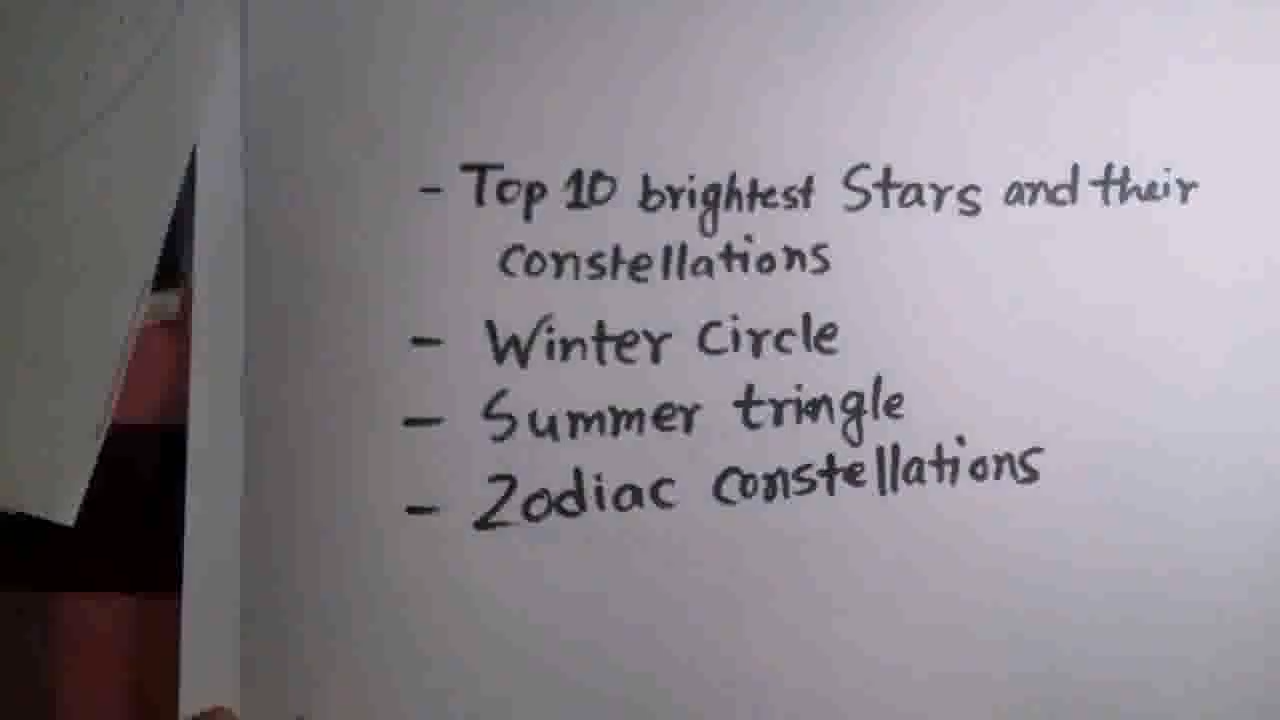 - Top 10 brightest Stars and their
constellations
- Winter Circle
- Summer tringle
- Zodiac constellations